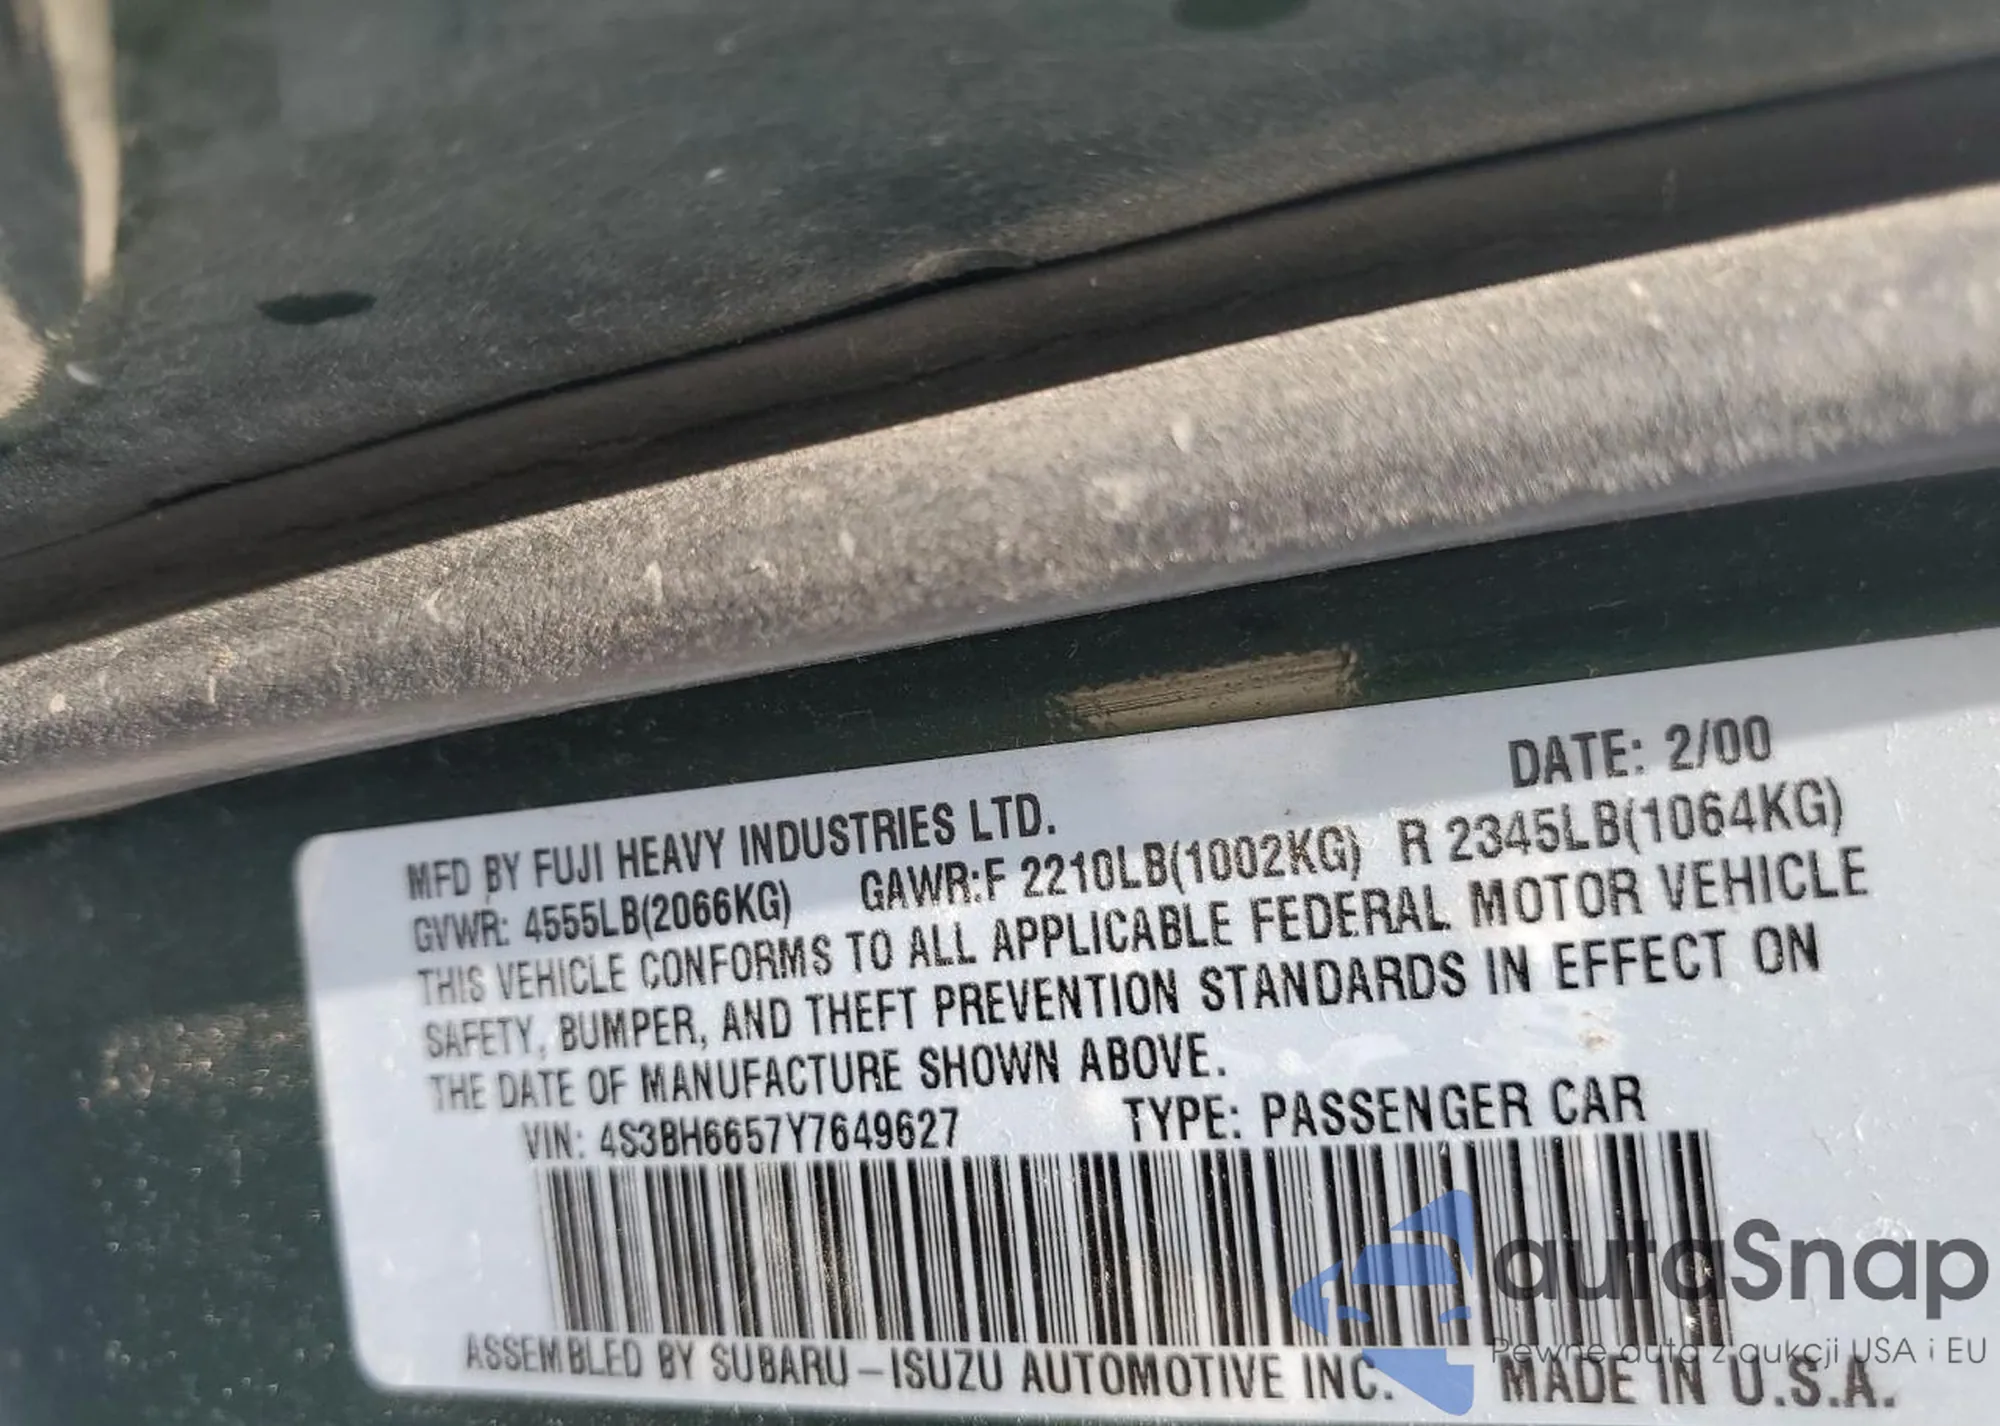 DATE: 2/00
MFD BY FUJI HEAVY INDUSTRIES LTD.
GVWR: 4555LB(2066KG) GAWR:F 2210LB(1002KG) R 2345LB(1064KG)
THIS VEHICLE CONFORMS TO ALL APPLICABLE FEDERAL MOTOR VEHICLE
SAFETY, BUMPER, AND THEFT PREVENTION STANDARDS IN EFFECT ON
THE DATE OF MANUFACTURE SHOWN ABOVE.
VIN: 4S3BH6657Y7649627 TYPE: PASSENGER CAR
ASSEMBLED BY SUBARU-ISUZU AUTOMOTIVE INC. MADE IN U.S.A.
autaSnap
Pewne auta z aukcji USA i EU